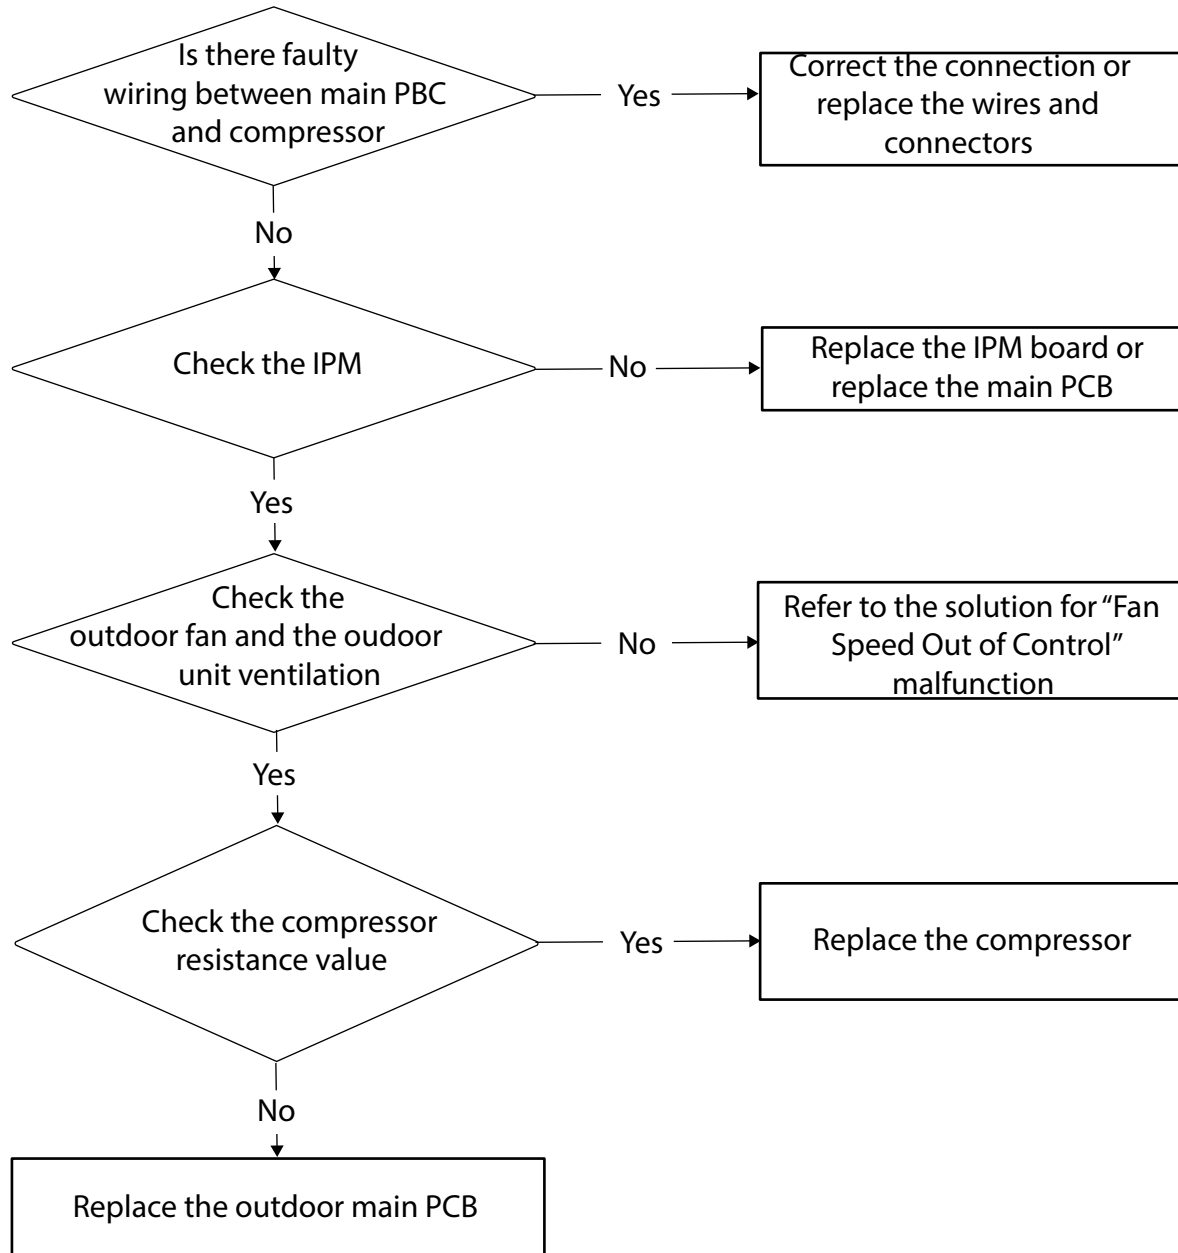 Is there faulty
wiring between main PBC
and compressor
Yes
Correct the connection or
replace the wires and
connectors
No
Check the IPM
No
Replace the IPM board or
replace the main PCB
Yes
Check the
outdoor fan and the oudoor
unit ventilation
No
Refer to the solution for “Fan
Speed Out of Control”
malfunction
Yes
Check the compressor
resistance value
Yes
Replace the compressor
No
Replace the outdoor main PCB